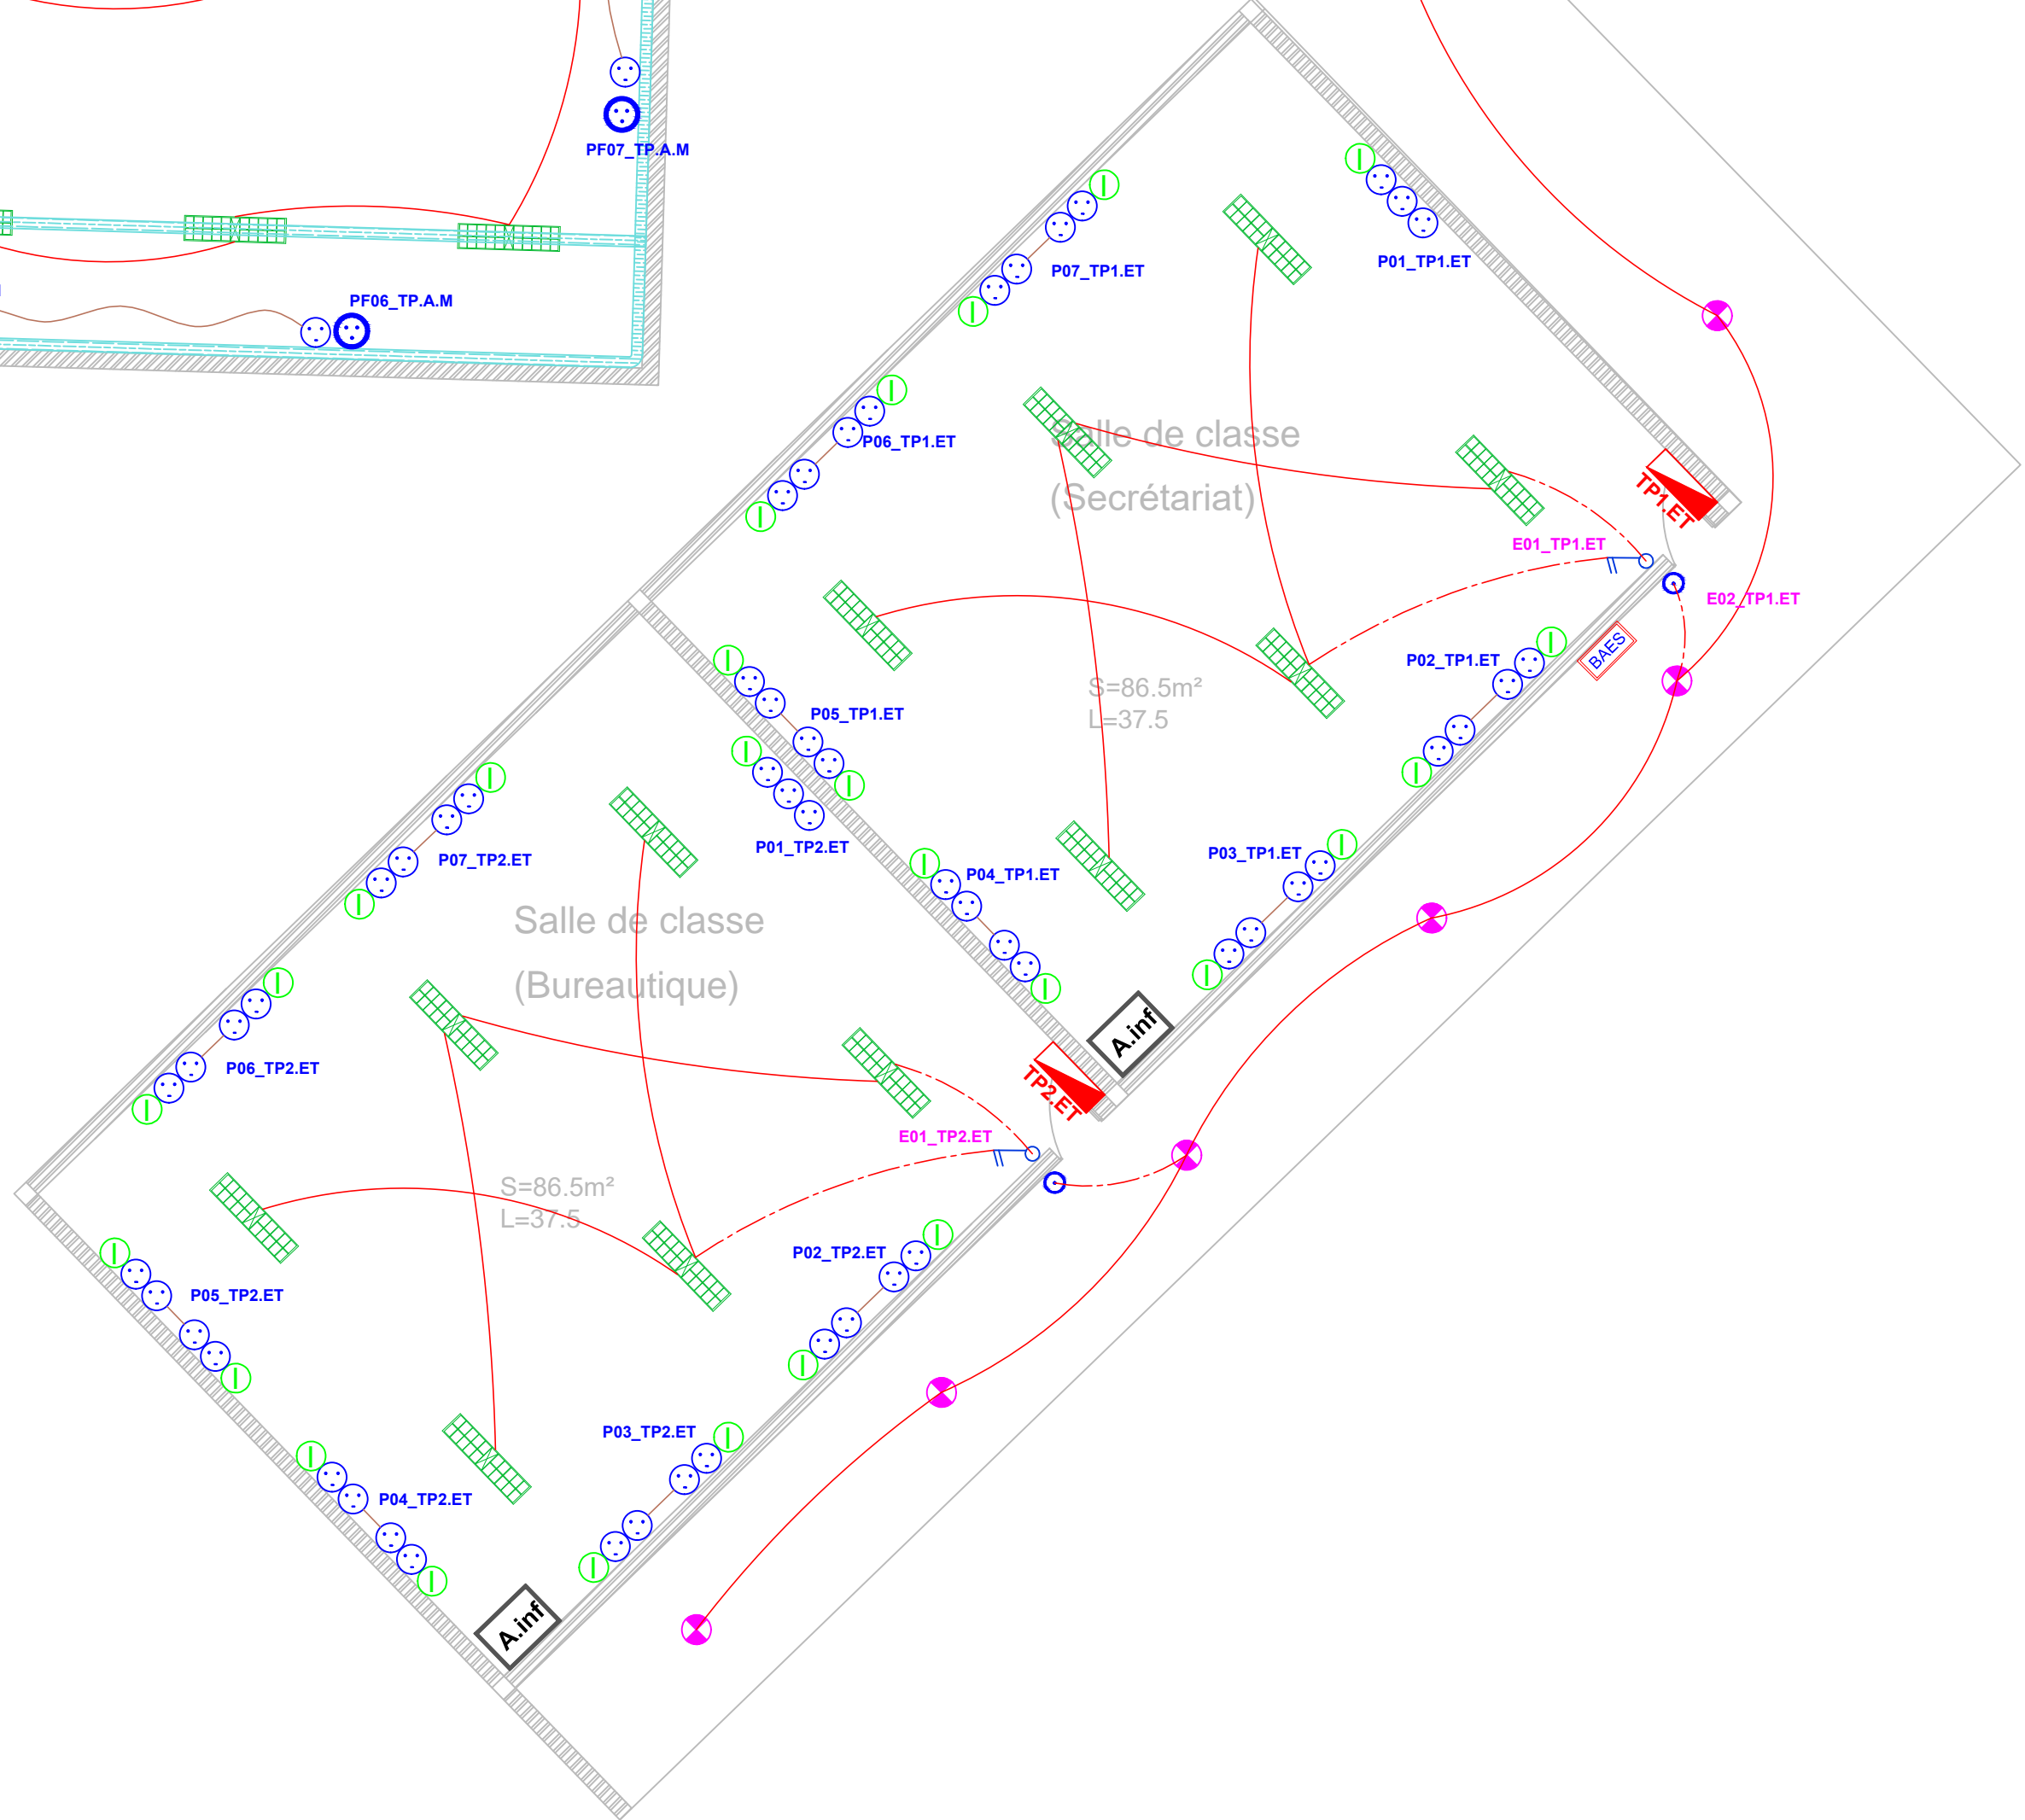 PF07_TP.A.M
PF06_TP.A.M
P01_TP1.ET
P07_TP1.ET
P06_TP1.ET
Salle de classe
(Secrétariat)
TP1.ET
E01_TP1.ET
E02_TP1.ET
BAES
P02_TP1.ET
S=86.5m²
L=37.5
P05_TP1.ET
P01_TP2.ET
P03_TP1.ET
P04_TP1.ET
A.inf
P07_TP2.ET
Salle de classe
(Bureautique)
P06_TP2.ET
TP2.ET
E01_TP2.ET
S=86.5m²
L=37.5
P02_TP2.ET
P05_TP2.ET
P03_TP2.ET
P04_TP2.ET
A.inf